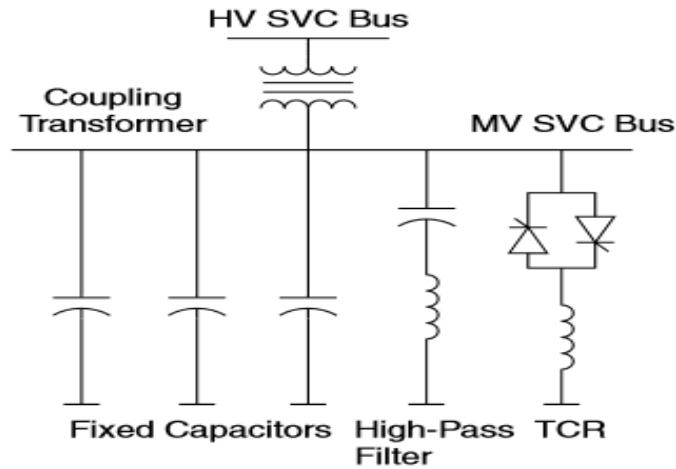 HV SVC Bus
Coupling
Transformer
MV SVC Bus
Fixed Capacitors
High-Pass
Filter
TCR